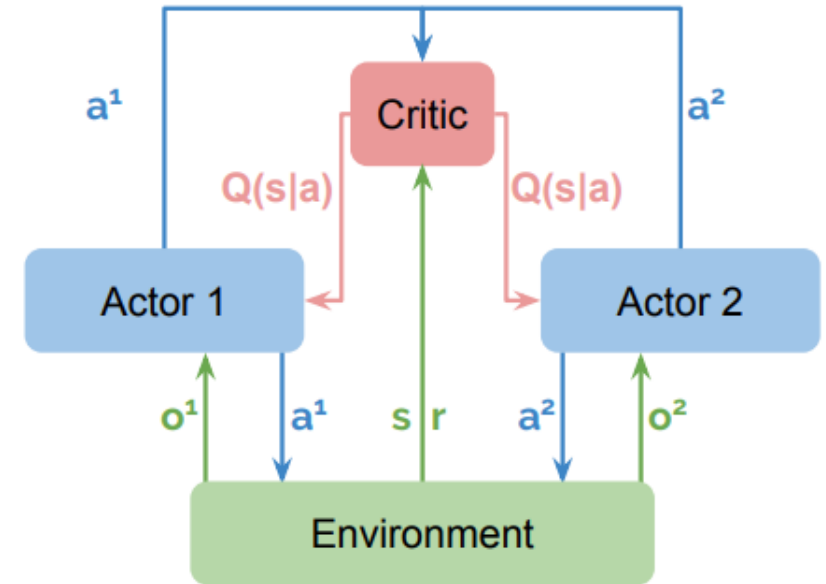 a¹
Critic
a²
Q(s|a)
Q(s|a)
Actor 1
Actor 2
o¹
a¹
s
r
a²
o²
Environment